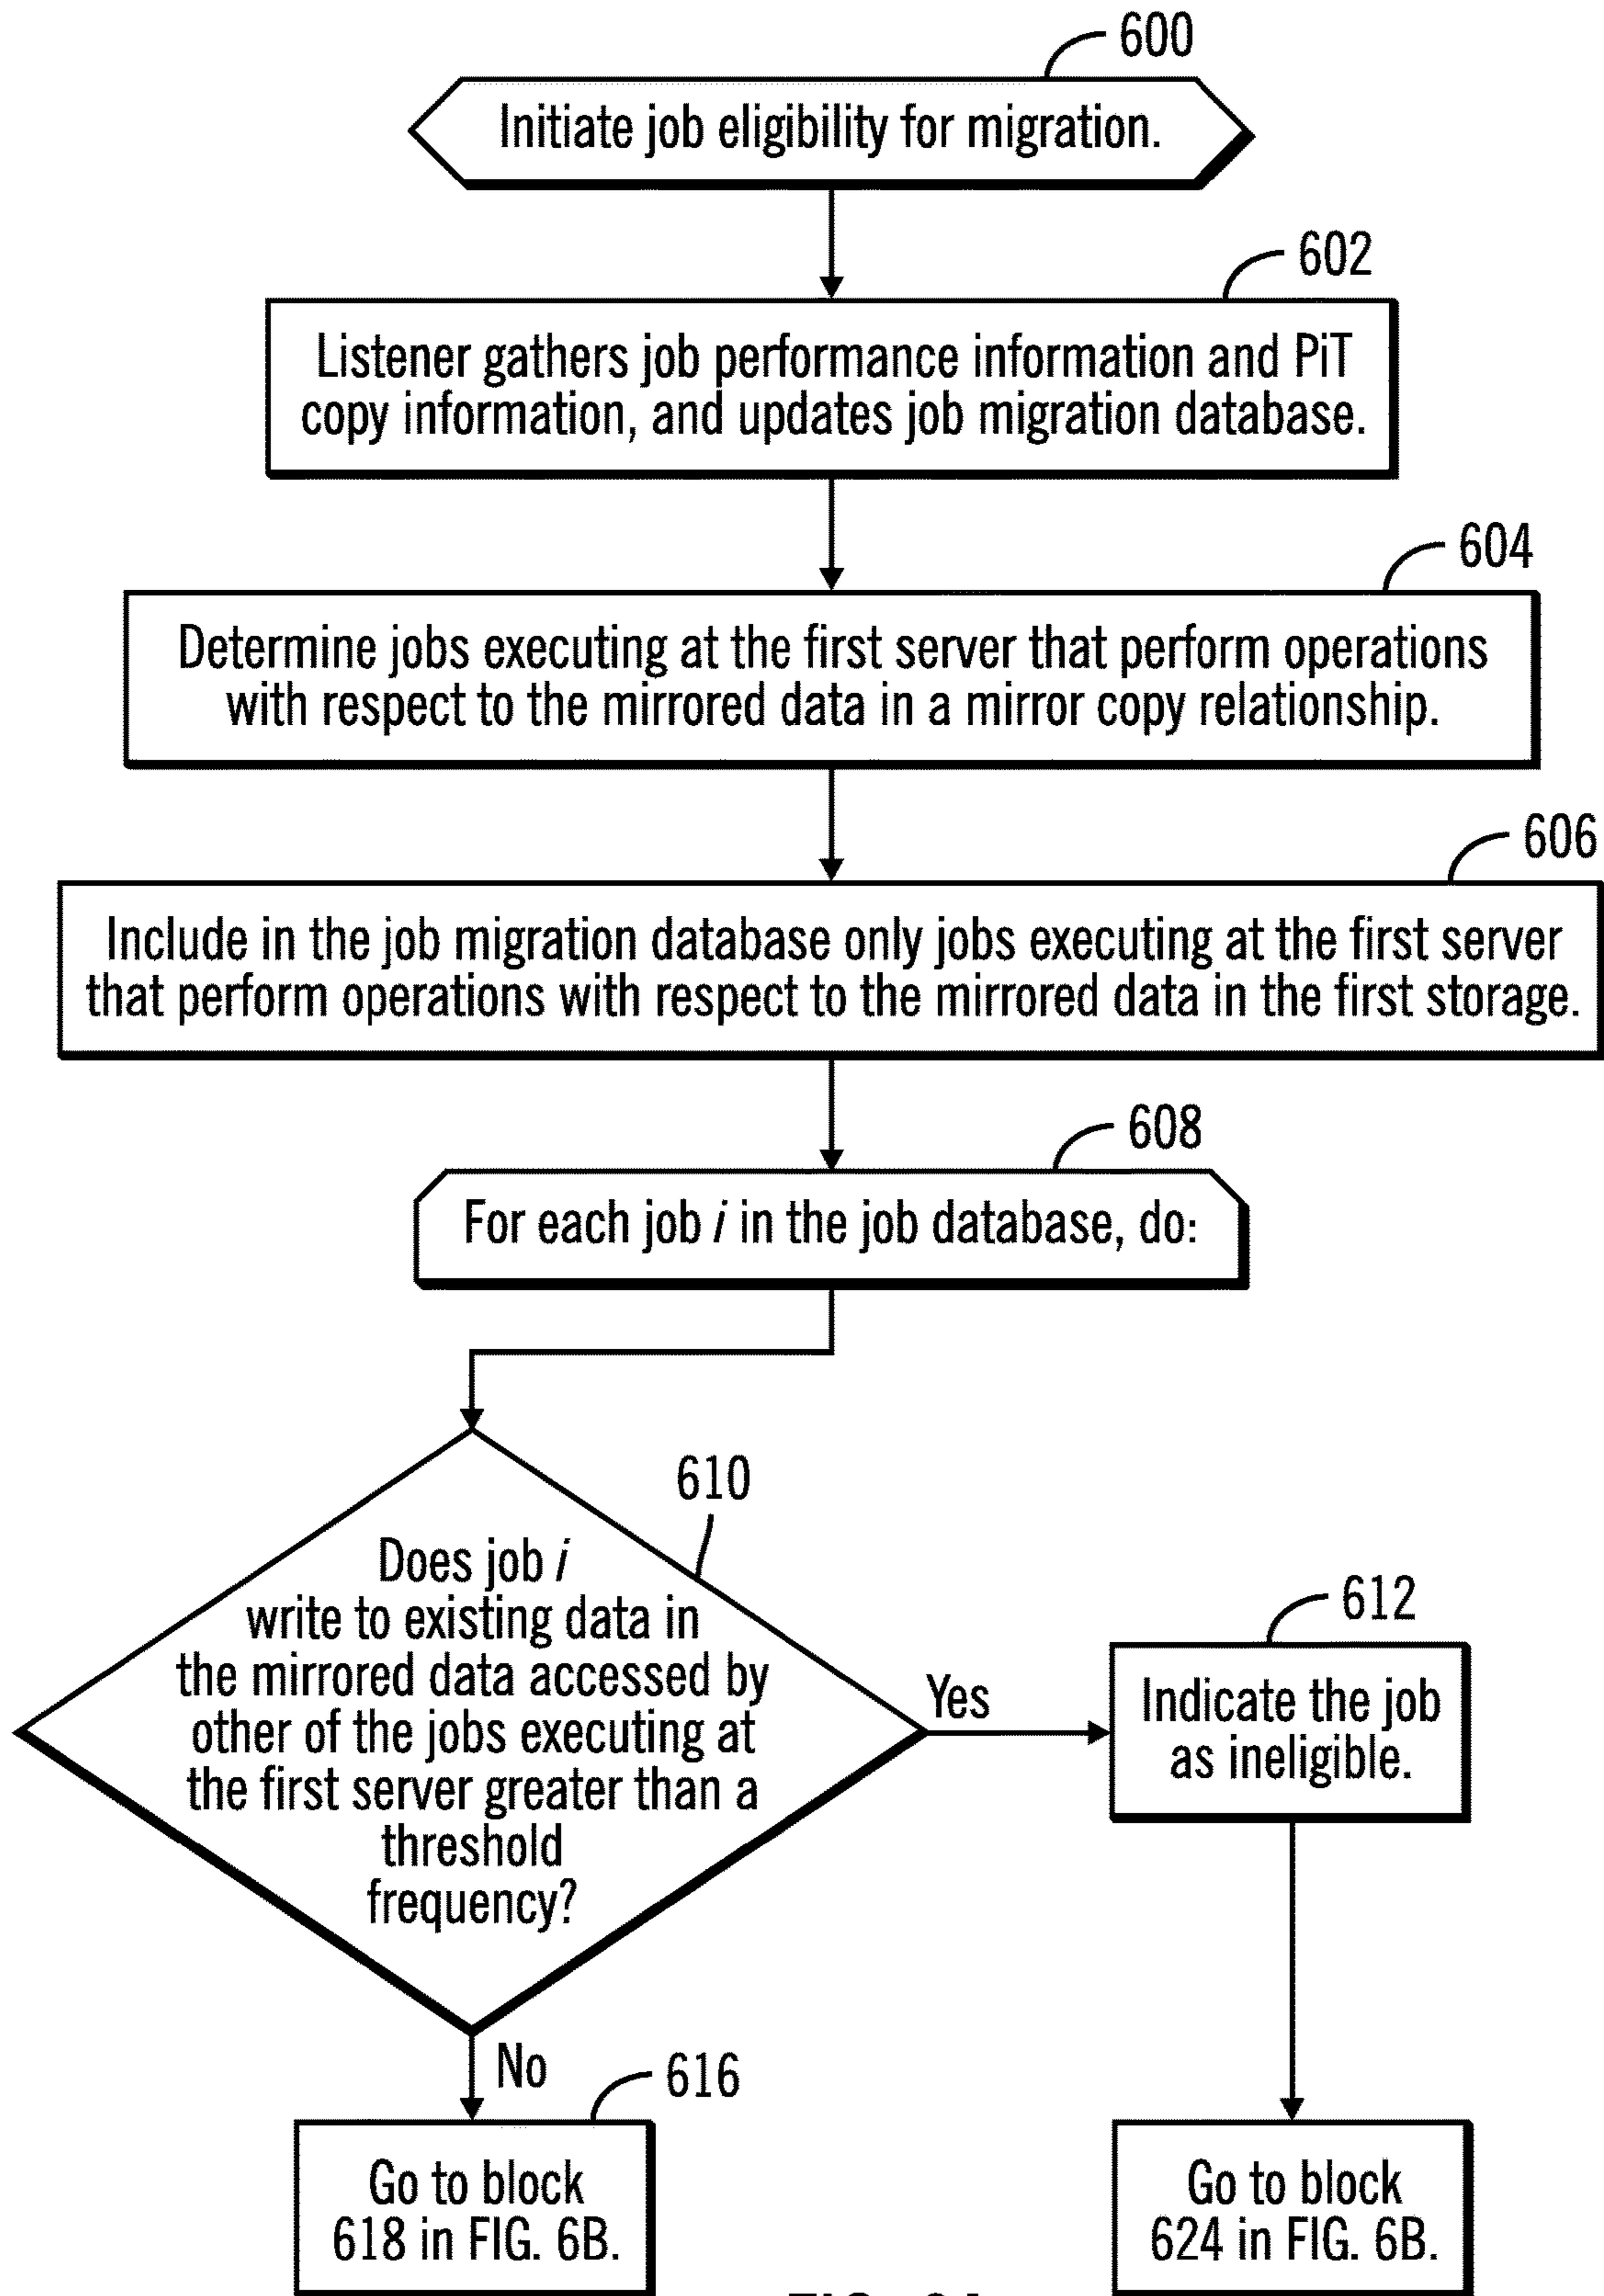 600
Initiate job eligibility for migration.
602
Listener gathers job performance information and PiT
copy information, and updates job migration database.
604
Determine jobs executing at the first server that perform operations
with respect to the mirrored data in a mirror copy relationship.
606
Include in the job migration database only jobs executing at the first server
that perform operations with respect to the mirrored data in the first storage.
608
For each job i in the job database, do:
610
Does job i
write to existing data in
the mirrored data accessed by
other of the jobs executing at
the first server greater than a
threshold
frequency?
Yes
612
Indicate the job
as ineligible.
No
616
Go to block
618 in FIG. 6B.
Go to block
624 in FIG. 6B.